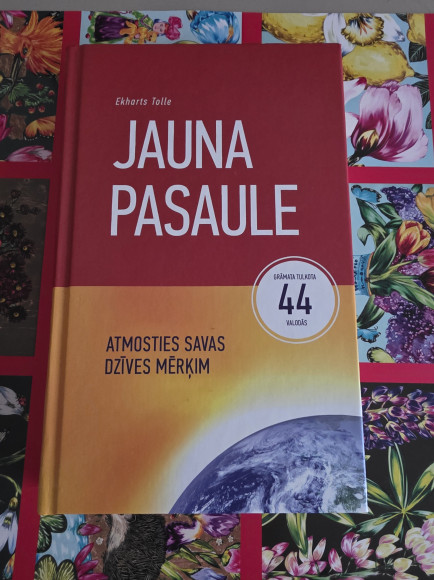 Ekharts Tolle
JAUNA
PASAULE
GRĀMATA TULKOTA
44
VALODĀS
ATMOSTIES SAVAS
DZĪVES MĒRĶIM